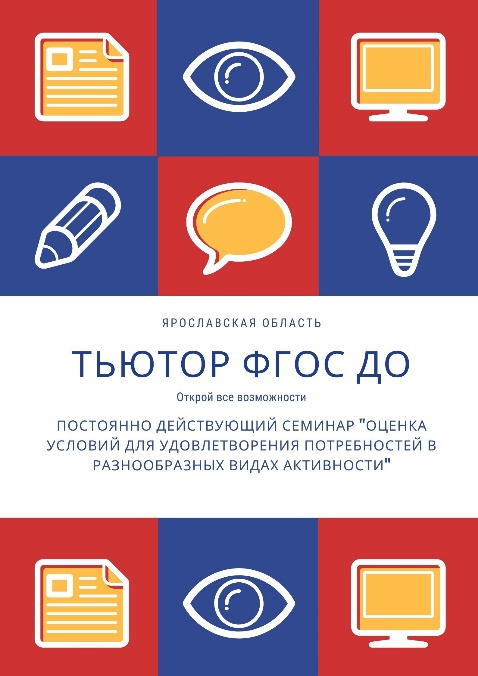 ЯРОСЛАВСКАЯ ОБЛАСТЬ
ТЬЮТОР ФГОС ДО
Открой все возможности
ПОСТОЯННО ДЕЙСТВУЮЩИЙ СЕМИНАР "ОЦЕНКА
УСЛОВИЙ ДЛЯ УДОВЛЕТВОРЕНИЯ ПОТРЕБНОСТЕЙ В
РАЗНООБРАЗНЫХ ВИДАХ АКТИВНОСТИ"